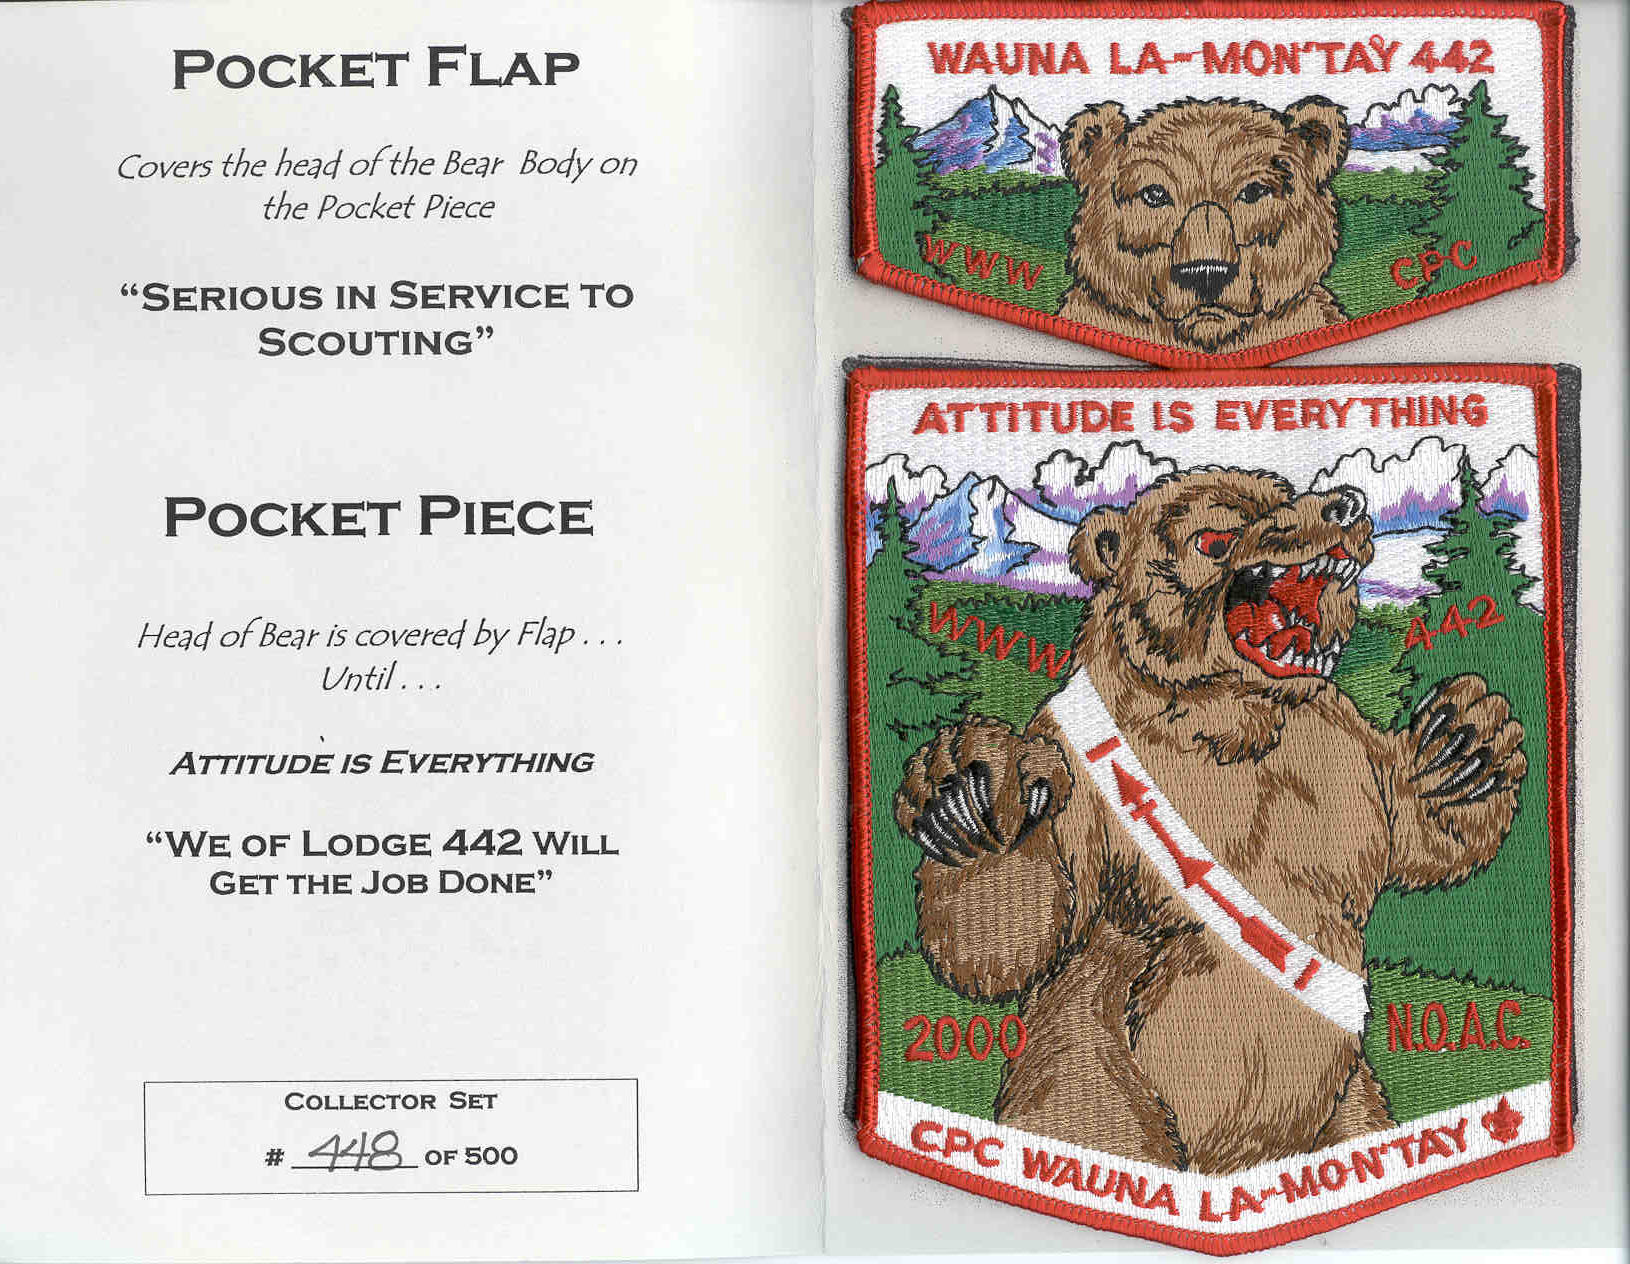 POCKET FLAP
Covers the head of the Bear Body on
the Pocket Piece
“SERIOUS IN SERVICE TO
SCOUTING”
POCKET PIECE
Head of Bear is covered by Flap . . .
Until . . .
ATTITUDE IS EVERYTHING
“WE OF LODGE 442 WILL
GET THE JOB DONE”
COLLECTOR SET
# 448 OF 500
WAUNA LA-MON'TAY 442
WWW
CPC
ATTITUDE IS EVERYTHING
WWW
442
2000
N.O.A.C.
CPC WAUNA LA-MON'TAY